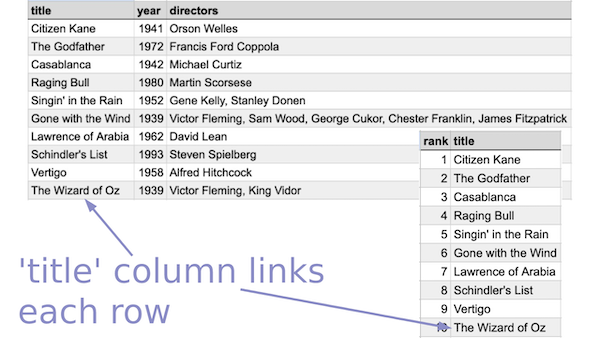 title year directors
Citizen Kane 1941 Orson Welles
The Godfather 1972 Francis Ford Coppola
Casablanca 1942 Michael Curtiz
Raging Bull 1980 Martin Scorsese
Singin' in the Rain 1952 Gene Kelly, Stanley Donen
Gone with the Wind 1939 Victor Fleming, Sam Wood, George Cukor, Chester Franklin, James Fitzpatrick
Lawrence of Arabia 1962 David Lean
Schindler's List 1993 Steven Spielberg
Vertigo 1958 Alfred Hitchcock
The Wizard of Oz 1939 Victor Fleming, King Vidor
rank title
1 Citizen Kane
2 The Godfather
3 Casablanca
4 Raging Bull
5 Singin' in the Rain
6 Gone with the Wind
7 Lawrence of Arabia
8 Schindler's List
9 Vertigo
10 The Wizard of Oz
'title' column links
each row